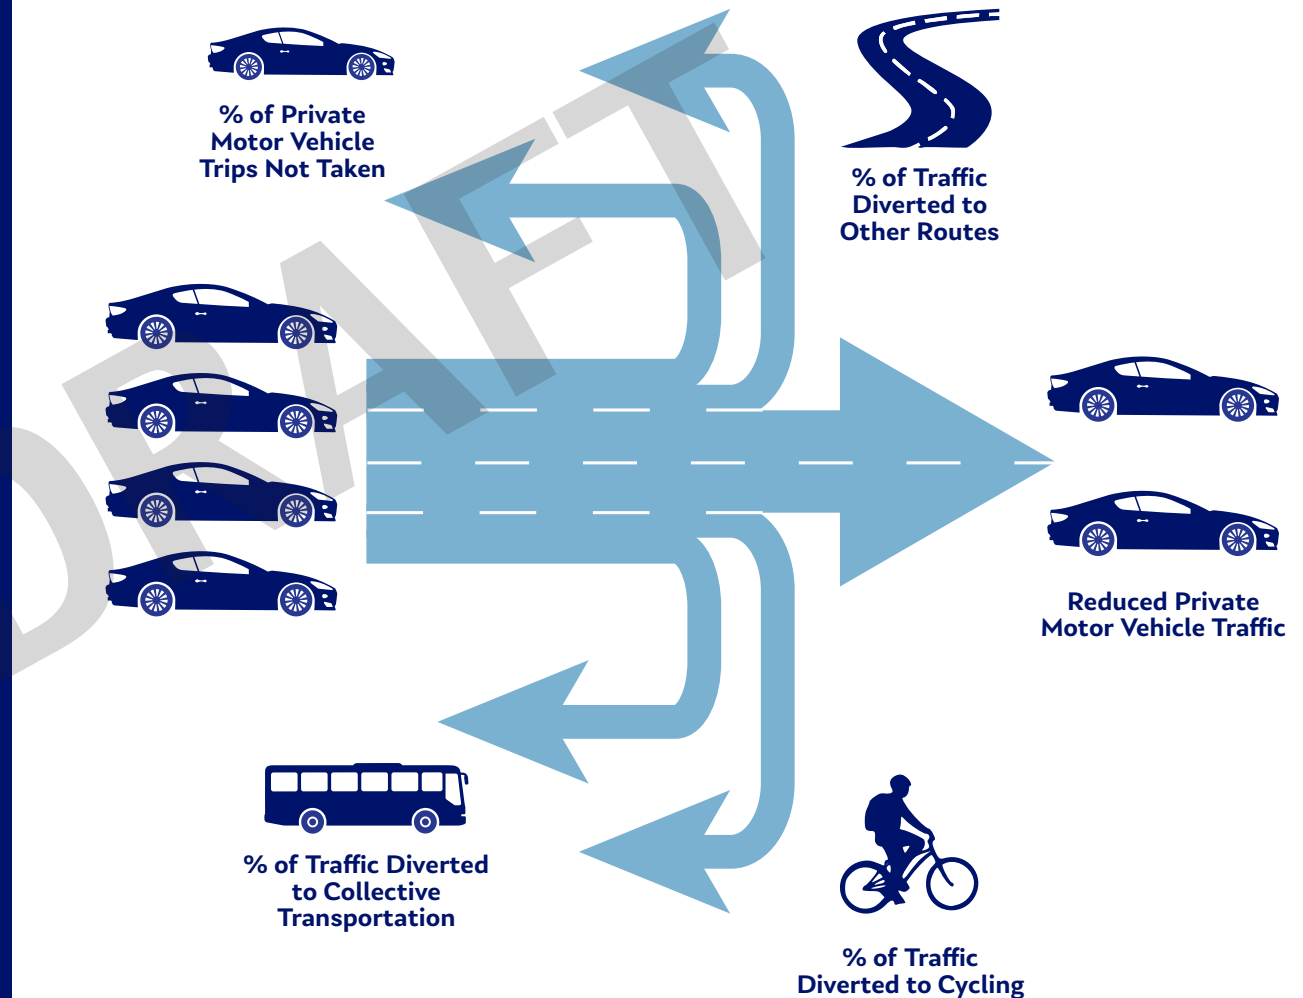 % of Private
Motor Vehicle
Trips Not Taken
% of Traffic
Diverted to
Other Routes
DRAFT
Reduced Private
Motor Vehicle Traffic
% of Traffic Diverted
to Collective
Transportation
% of Traffic
Diverted to Cycling